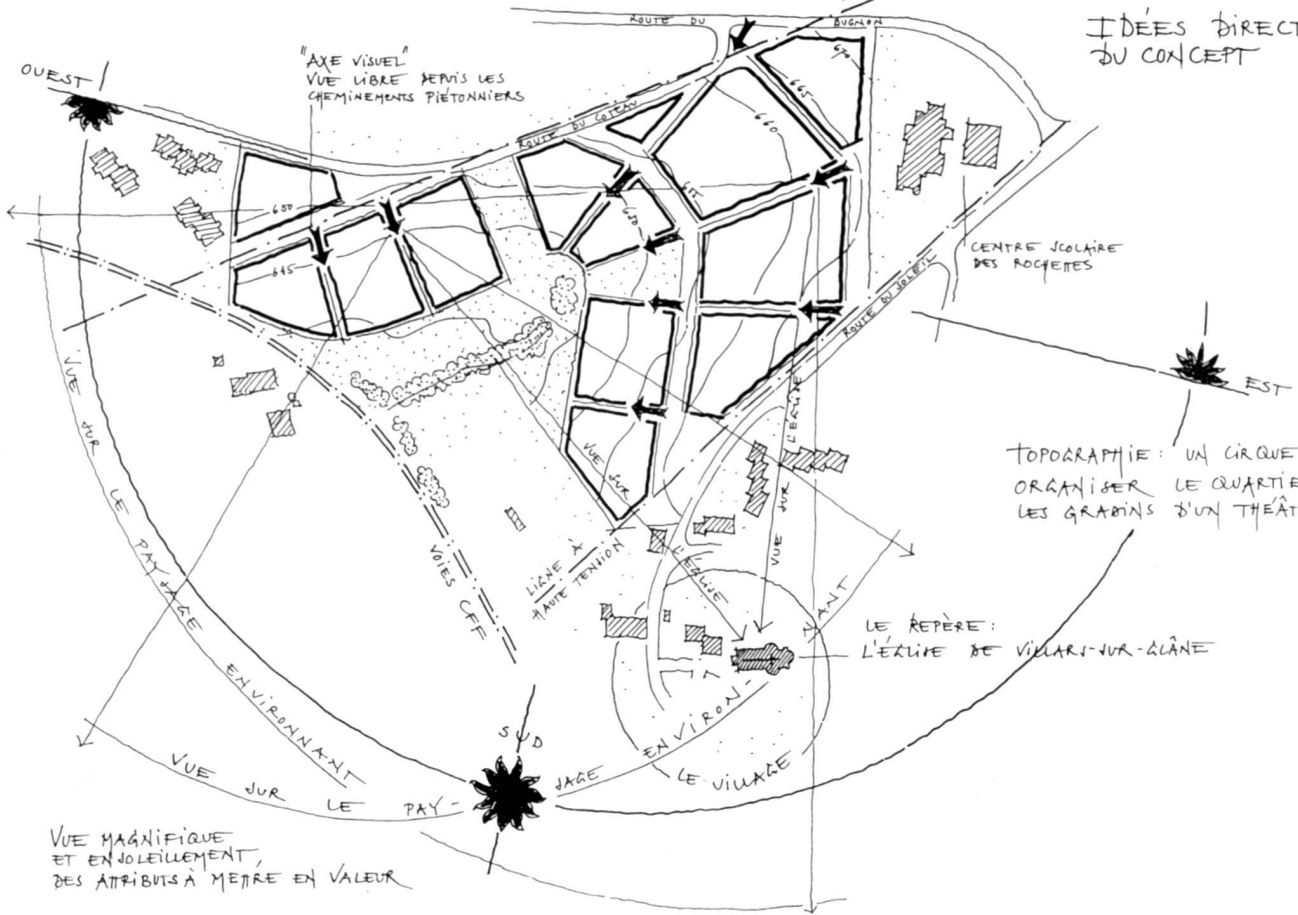 IDÉES DIRECT
DU CONCEPT
ROUTE DU BUGNON
"AXE VISUEL"
VUE LIBRE DEPUIS LES
CHEMINEMENTS PIÉTONNIERS
OUEST
ROUTE DU COTEAU
670
665
660
655
650
650
645
CENTRE SCOLAIRE
DES ROCHETTES
ROUTE DU SOLEIL
EST
TOPOGRAPHIE: UN CIRQUE
ORGANISER LE QUARTIE
LES GRADINS D'UN THÉÂT
VUE SUR L'ÉGLISE
VUE SUR L'ÉGLISE
LIGNE À
HAUTE TENSION
VOIES CFF
LE REPÈRE:
L'ÉGLISE DE VILLARS-SUR-GLÂNE
LE VILLAGE
SUD
VUE SUR LE PAYSAGE ENVIRONNANT
VUE SUR LE PAY-SAGE ENVIRON-NANT
VUE MAGNIFIQUE
ET ENSOLEILLEMENT,
DES ATTRIBUTS À METTRE EN VALEUR